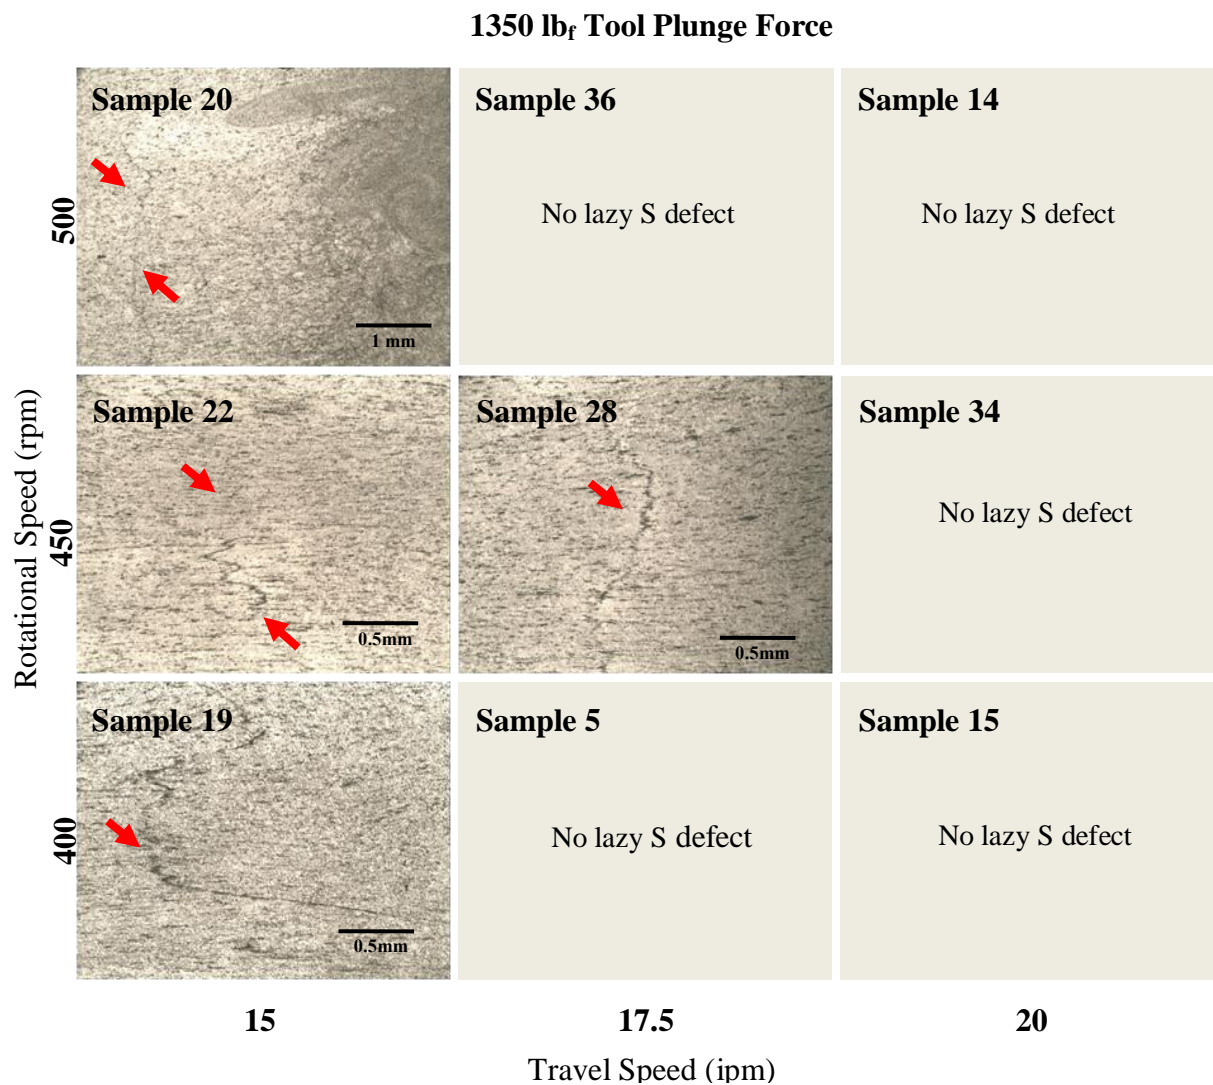 1350 lbf Tool Plunge Force
Sample 20
Sample 36
Sample 14
No lazy S defect
No lazy S defect
1 mm
500
Sample 22
Sample 28
Sample 34
No lazy S defect
0.5mm
0.5mm
450
Rotational Speed (rpm)
Sample 19
Sample 5
Sample 15
No lazy S defect
No lazy S defect
0.5mm
400
15
17.5
20
Travel Speed (ipm)